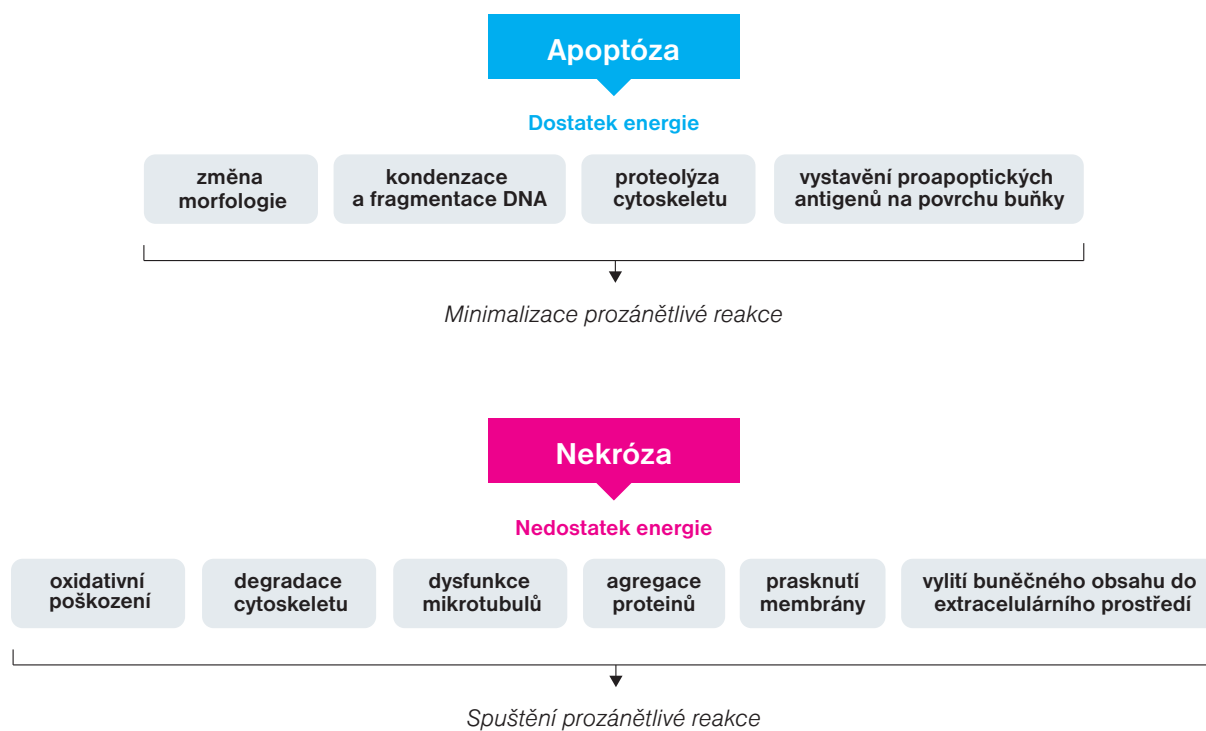 Apoptóza
Dostatek energie
změna
morfologie
kondenzace
a fragmentace DNA
proteolýza
cytoskeletu
vystavění proapoptických
antigenů na povrchu buňky
Minimalizace prozánětlivé reakce
Nekróza
Nedostatek energie
oxidativní
poškození
degradace
cytoskeletu
dysfunkce
mikrotubulů
agregace
proteinů
prasknutí
membrány
vylití buněčného obsahu do
extracelulárního prostředí
Spuštění prozánětlivé reakce